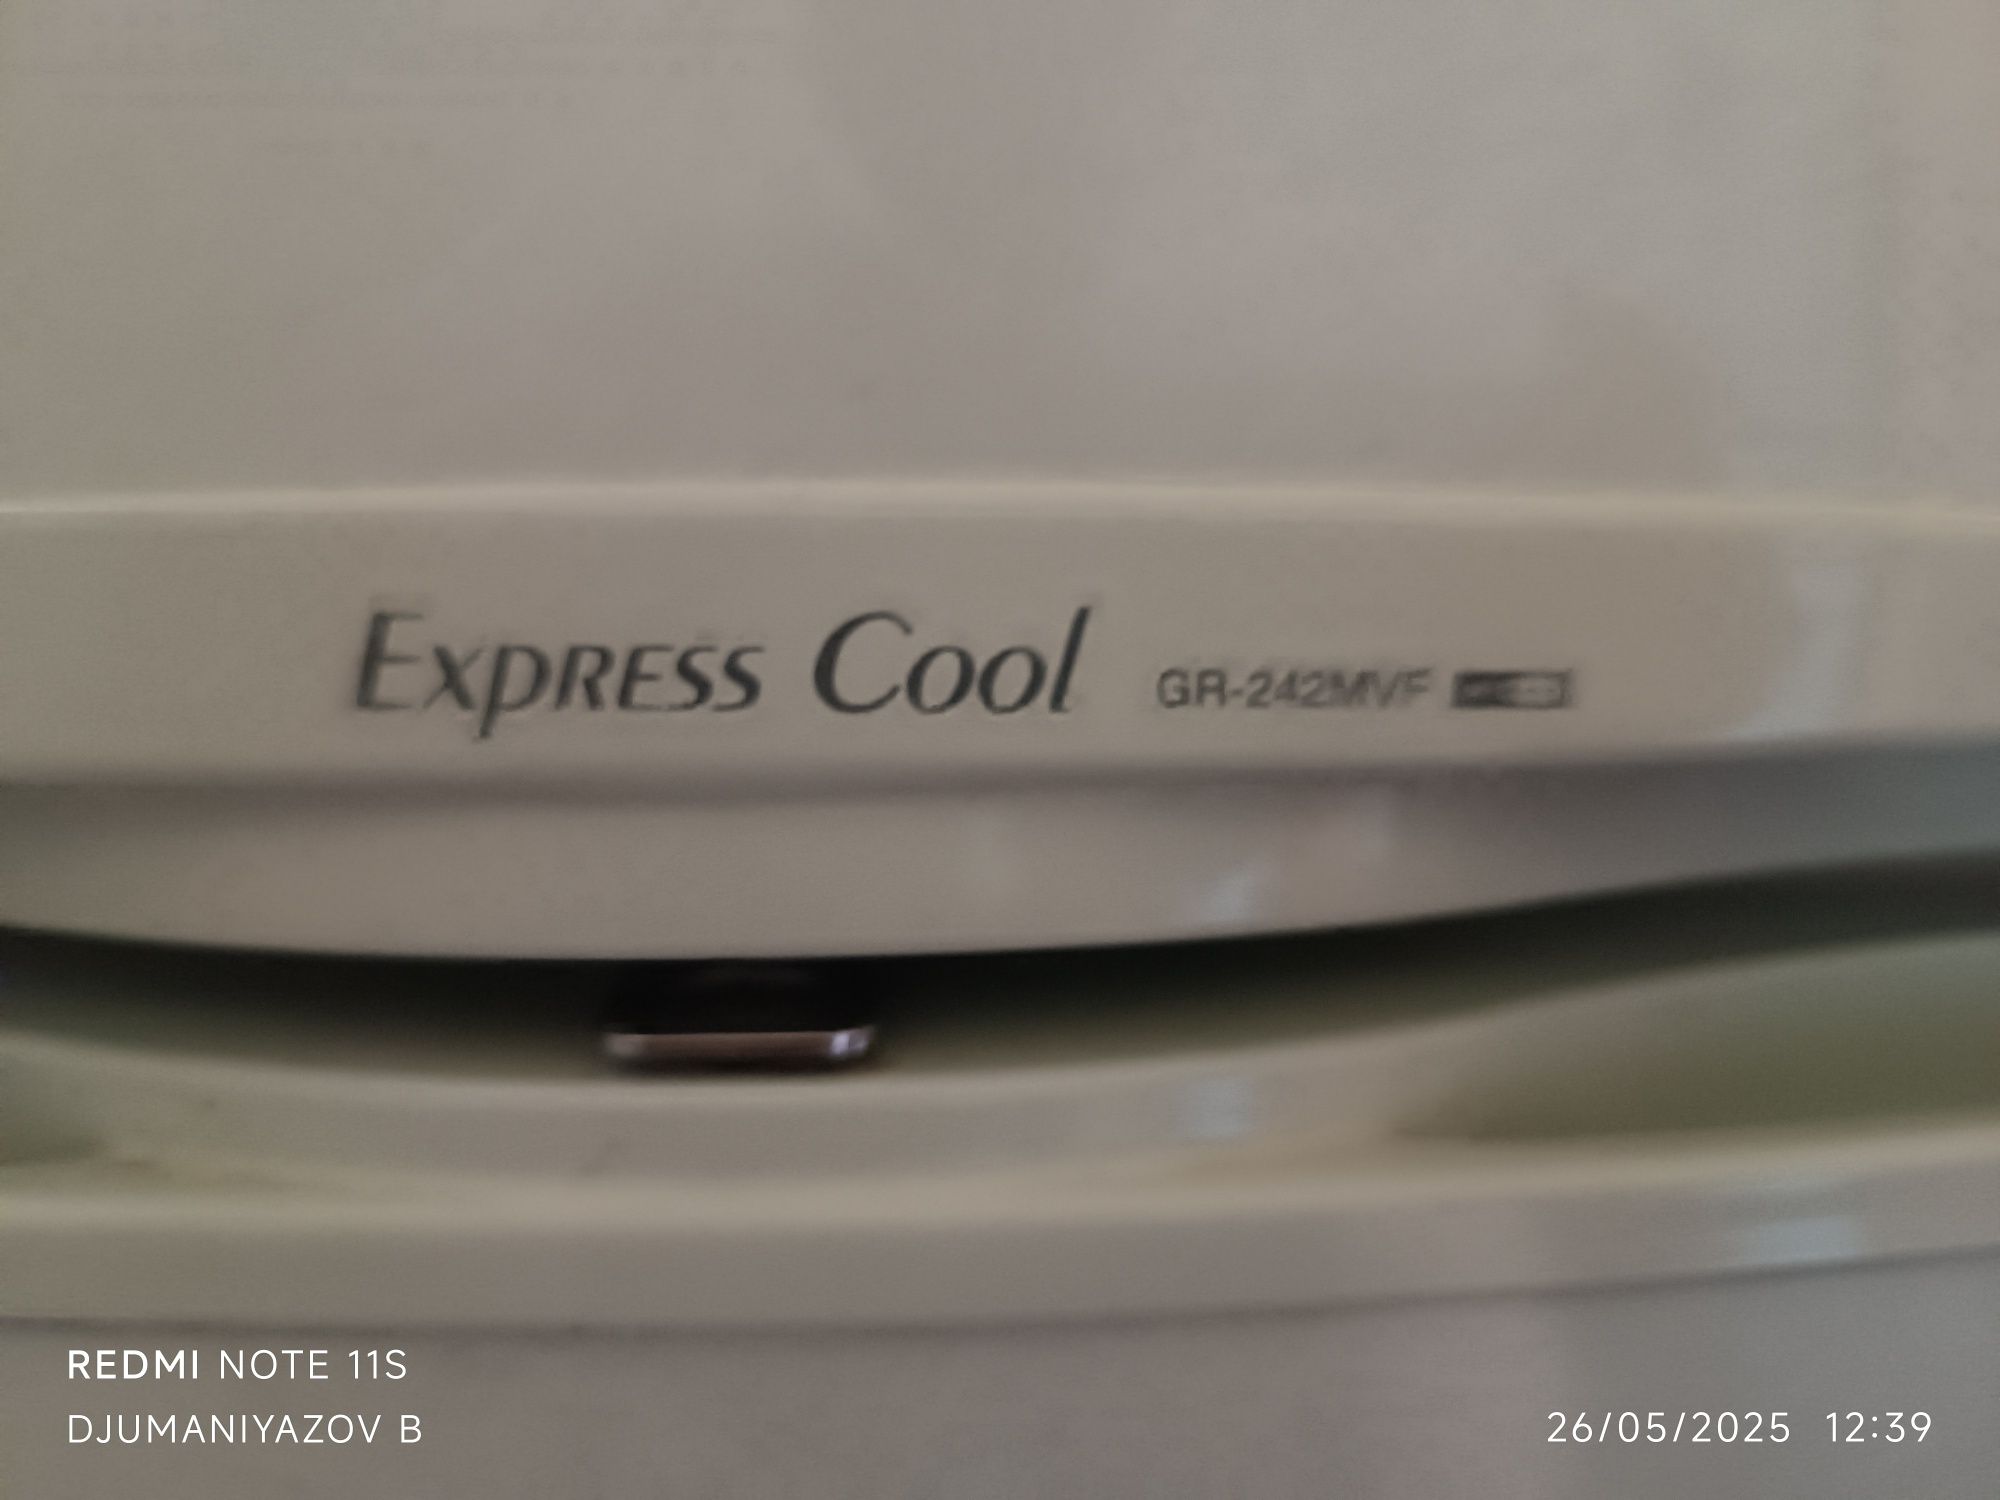 Express Cool GR-242MVF
REDMI NOTE 11S
DJUMANIYAZOV B
26/05/2025 12:39